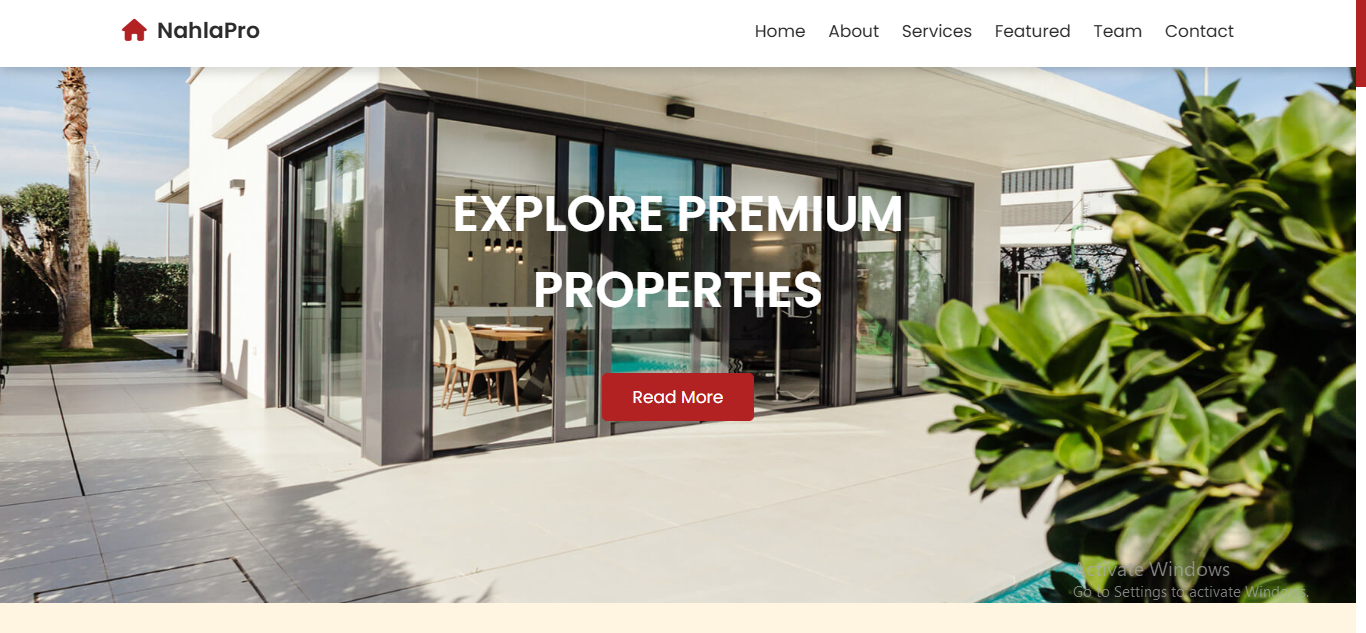 NahlaPro
Home About Services Featured Team Contact
EXPLORE PREMIUM
PROPERTIES
Read More
Activate Windows
Go to Settings to activate Windows.